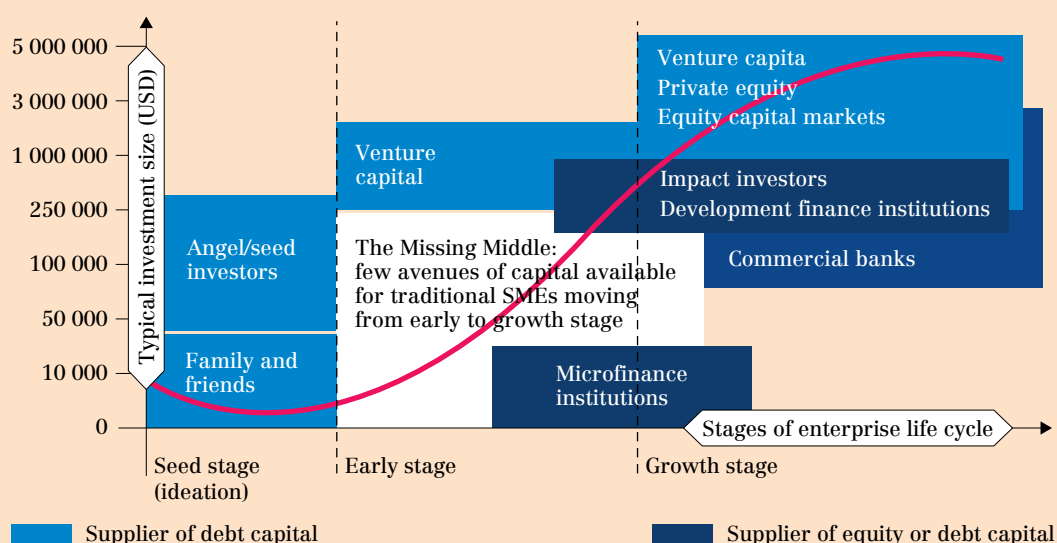 5 000 000
3 000 000
1 000 000
250 000
100 000
50 000
10 000
0
Typical investment size (USD)
Venture capita
Private equity
Equity capital markets
Venture
capital
Impact investors
Development finance institutions
Angel/seed
investors
The Missing Middle:
few avenues of capital available
for traditional SMEs moving
from early to growth stage
Commercial banks
Family and
friends
Microfinance
institutions
Stages of enterprise life cycle
Seed stage
(ideation)
Early stage
Growth stage
Supplier of debt capital
Supplier of equity or debt capital